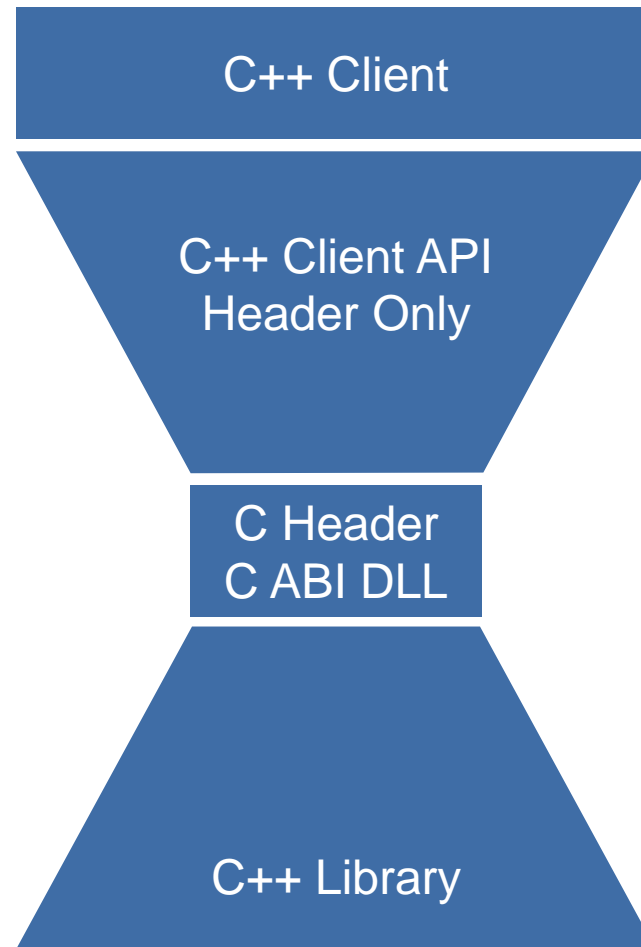 C++ Client
C++ Client API
Header Only
C Header
C ABI DLL
C++ Library